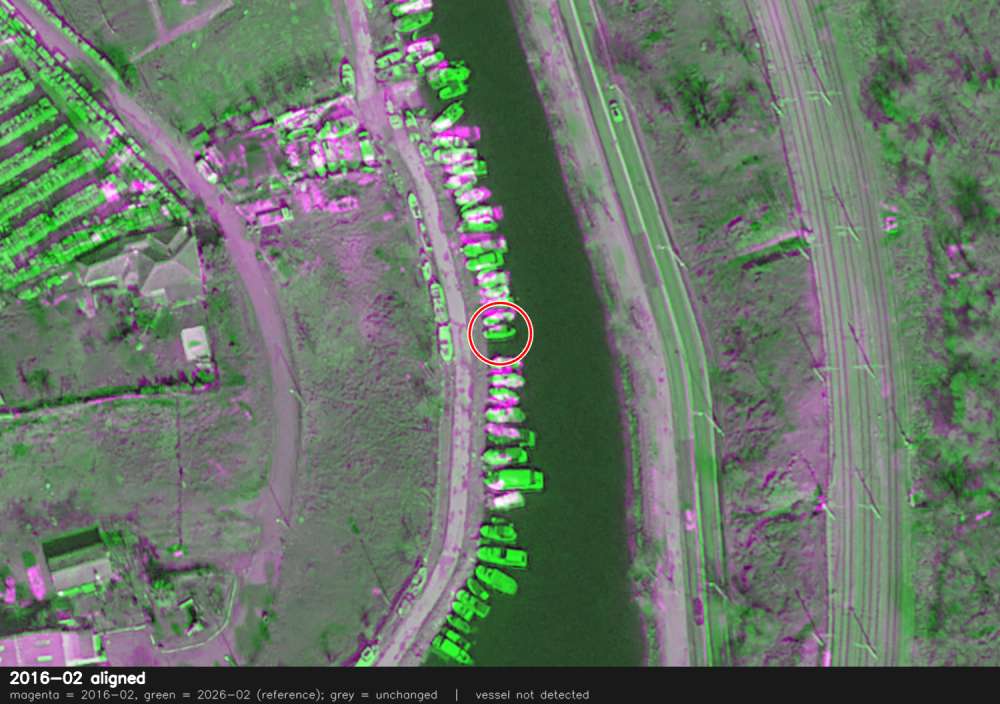 2016-02 aligned
magenta = 2016-02, green = 2026-02 (reference); grey = unchanged | vessel not detected